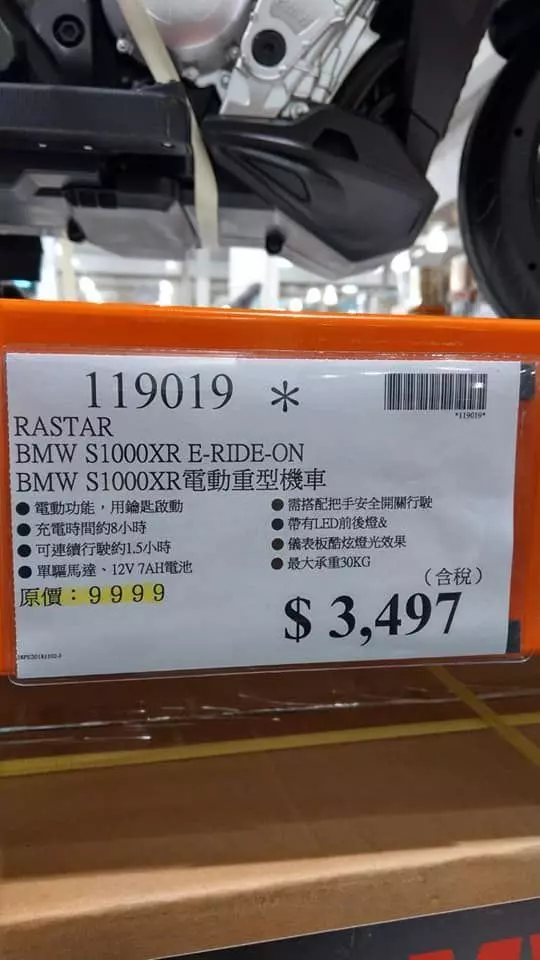 119019 *
*119019*
RASTAR
BMW S1000XR E-RIDE-ON
BMW S1000XR電動重型機車
●電動功能，用鑰匙啟動
●充電時間約8小時
●可連續行駛約1.5小時
●單驅馬達、12V 7AH電池
●需搭配把手安全開關行駛
●帶有LED前後燈&
●儀表板酷炫燈光效果
●最大承重30KG
原價：9999
（含稅）
$ 3,497